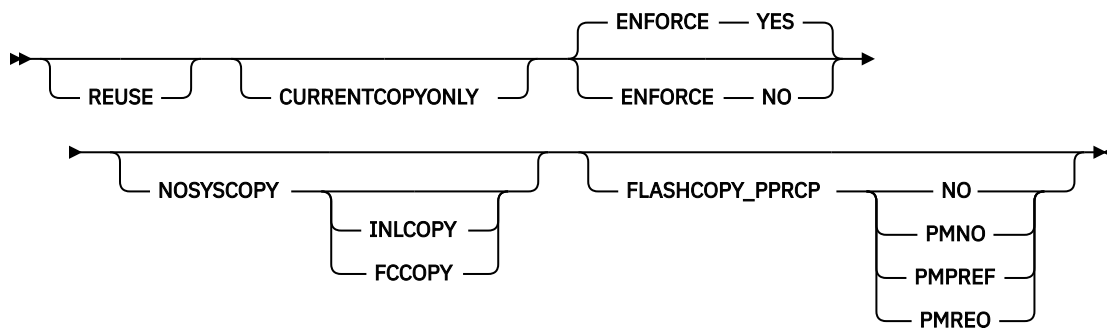 ENFORCE YES
REUSE CURRENTCOPYONLY ENFORCE NO
NOSYSCOPY FLASHCOPY_PPRCP NO
INLCOPY PMNO
FCCOPY PMPREF
PMREO